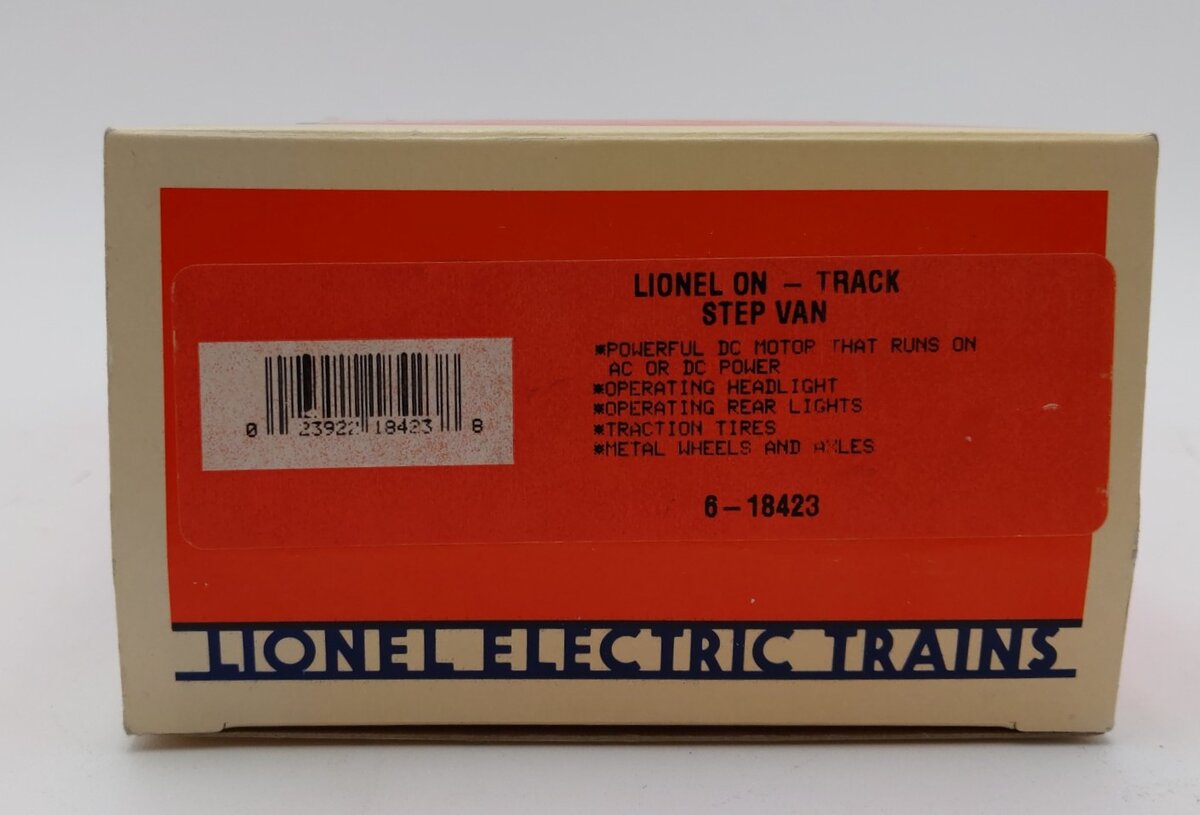 LIONEL ON – TRACK
STEP VAN
*POWERFUL DC MOTOR THAT RUNS ON
AC OR DC POWER
*OPERATING HEADLIGHT
*OPERATING REAR LIGHTS
*TRACTION TIRES
*METAL WHEELS AND AXLES
0 23922 18423 8
6–18423
LIONEL ELECTRIC TRAINS